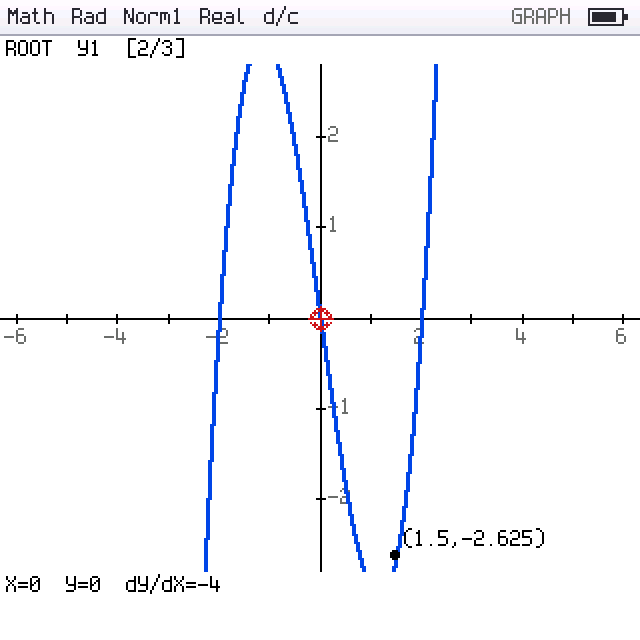 Math Rad Norm1 Real d/c GRAPH
ROOT Y1 [2/3]
2
1
-6 -4 -2 2 4 6
-1
-2
(1.5,-2.625)
X=0 Y=0 dY/dX=-4